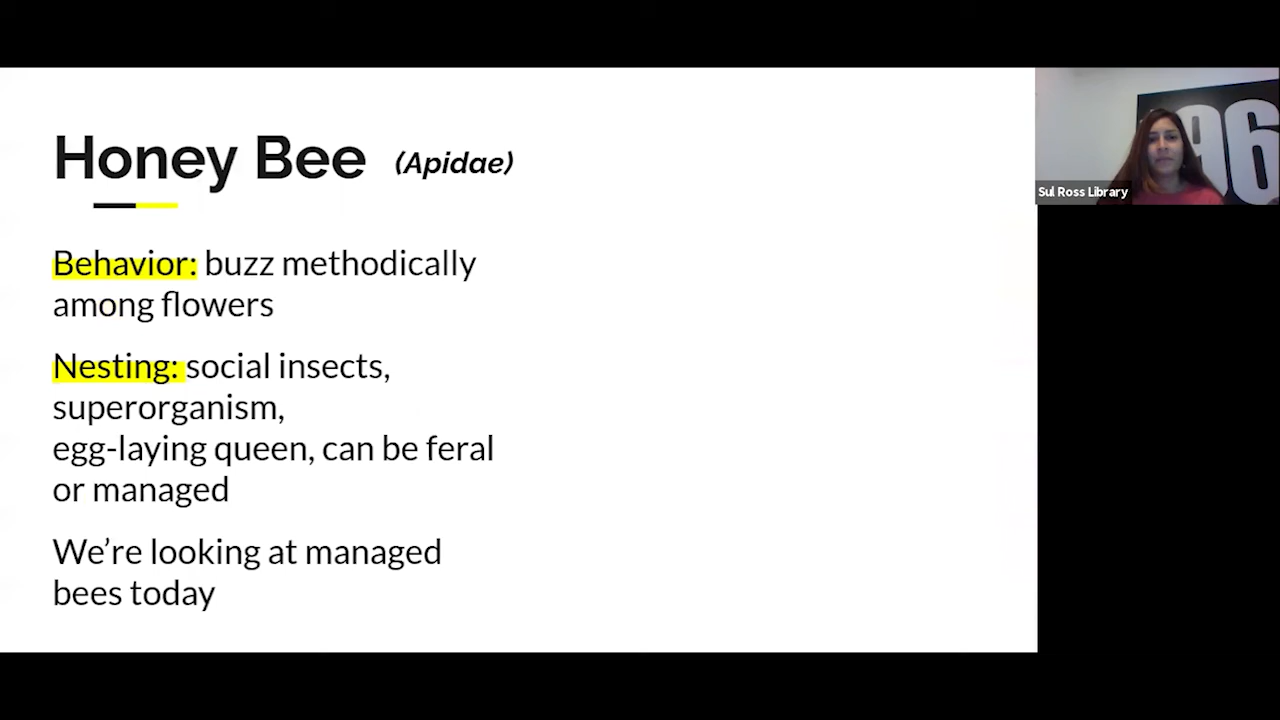 Honey Bee (Apidae)
Behavior: buzz methodically
among flowers
Nesting: social insects,
superorganism,
egg-laying queen, can be feral
or managed
We’re looking at managed
bees today
96
Sul Ross Library